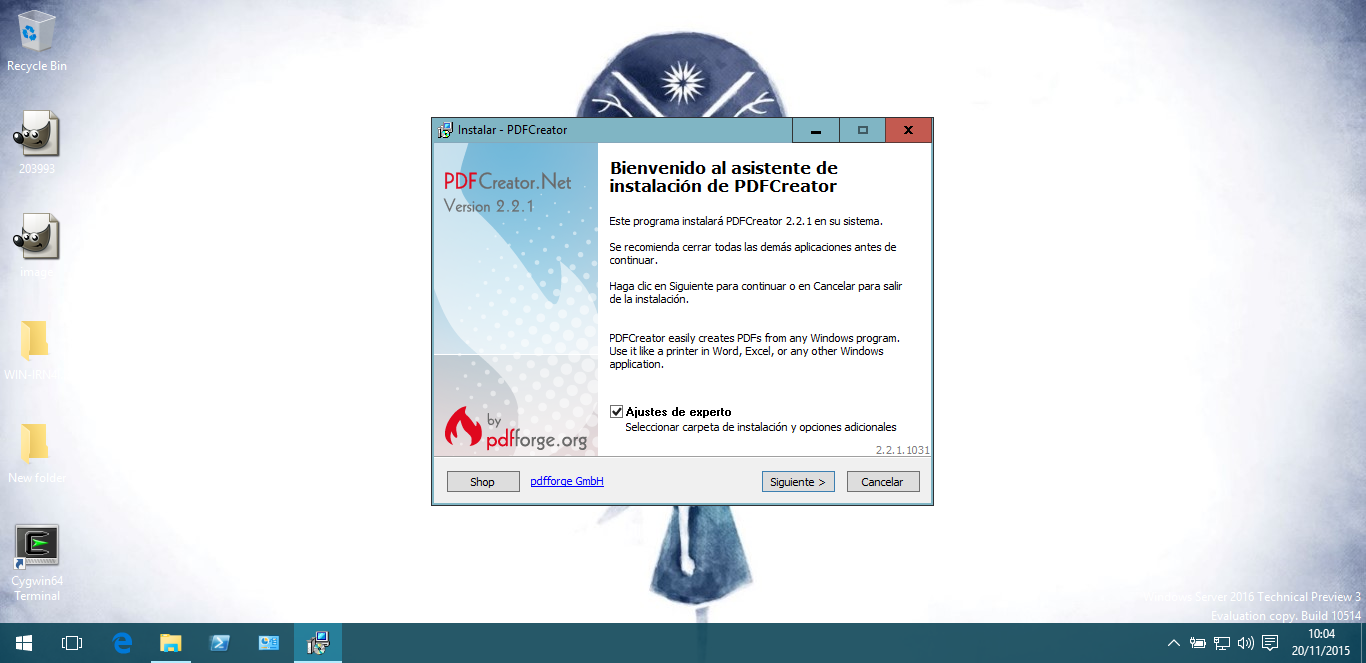 Recycle Bin
203993
image
New folder
Cygwin64
Terminal
Instalar - PDFCreator
PDFCreator.Net
Version 2.2.1
by
pdfforge.org
Bienvenido al asistente de
instalación de PDFCreator
Este programa instalará PDFCreator 2.2.1 en su sistema.
Se recomienda cerrar todas las demás aplicaciones antes de
continuar.
Haga clic en Siguiente para continuar o en Cancelar para salir
de la instalación.
PDFCreator easily creates PDFs from any Windows program.
Use it like a printer in Word, Excel, or any other Windows
application.
Ajustes de experto
Seleccionar carpeta de instalación y opciones adicionales
2.2.1.1031
Shop
pdfforge GmbH
Siguiente >
Cancelar
Windows Server 2016 Technical Preview 3
Evaluation copy. Build 10514
10:04
20/11/2015